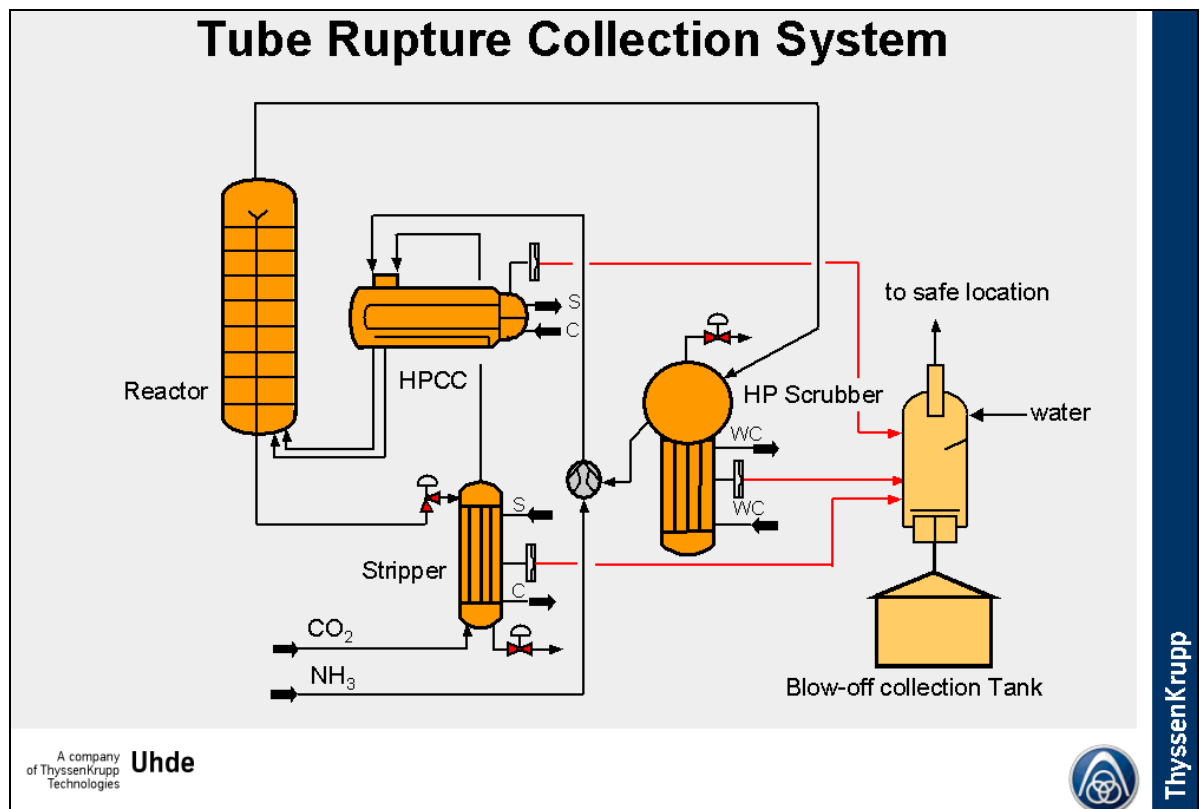 Tube Rupture Collection System
to safe location
S
C
HPCC
Reactor
HP Scrubber
water
WC
WC
S
Stripper
C
CO₂
NH₃
Blow-off collection Tank
ThyssenKrupp
A company
of ThyssenKrupp
Technologies
Uhde